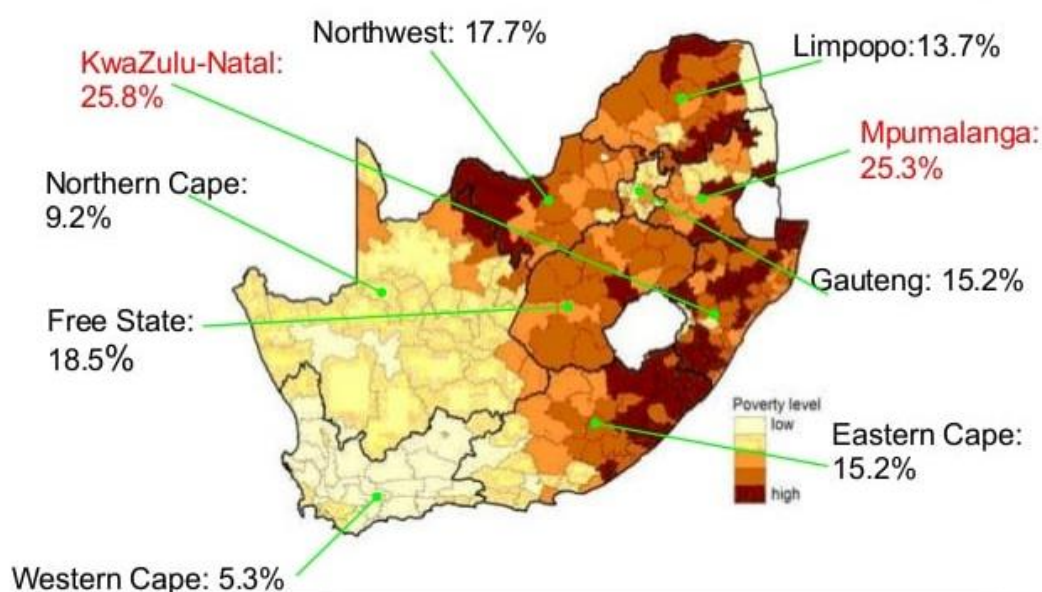 Northwest: 17.7%
Limpopo:13.7%
KwaZulu-Natal:
25.8%
Mpumalanga:
25.3%
Northern Cape:
9.2%
Gauteng: 15.2%
Free State:
18.5%
Poverty level
low
high
Eastern Cape:
15.2%
Western Cape: 5.3%